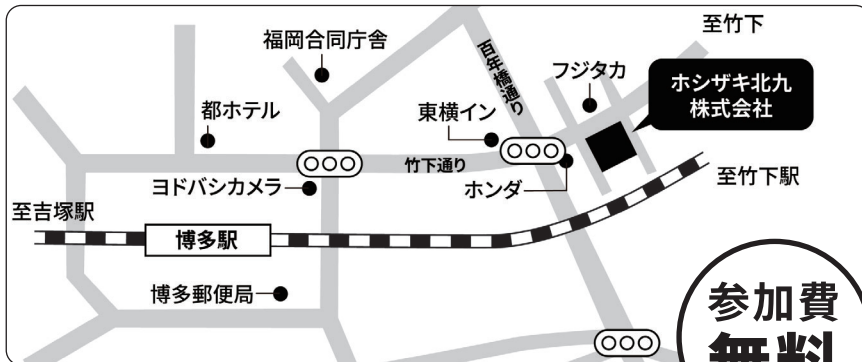 至竹下
福岡合同庁舎
百年橋通り
フジタカ
ホシザキ北九
株式会社
都ホテル
東横イン
竹下通り
ヨドバシカメラ
ホンダ
至竹下駅
至吉塚駅
博多駅
博多郵便局
参加費
無料